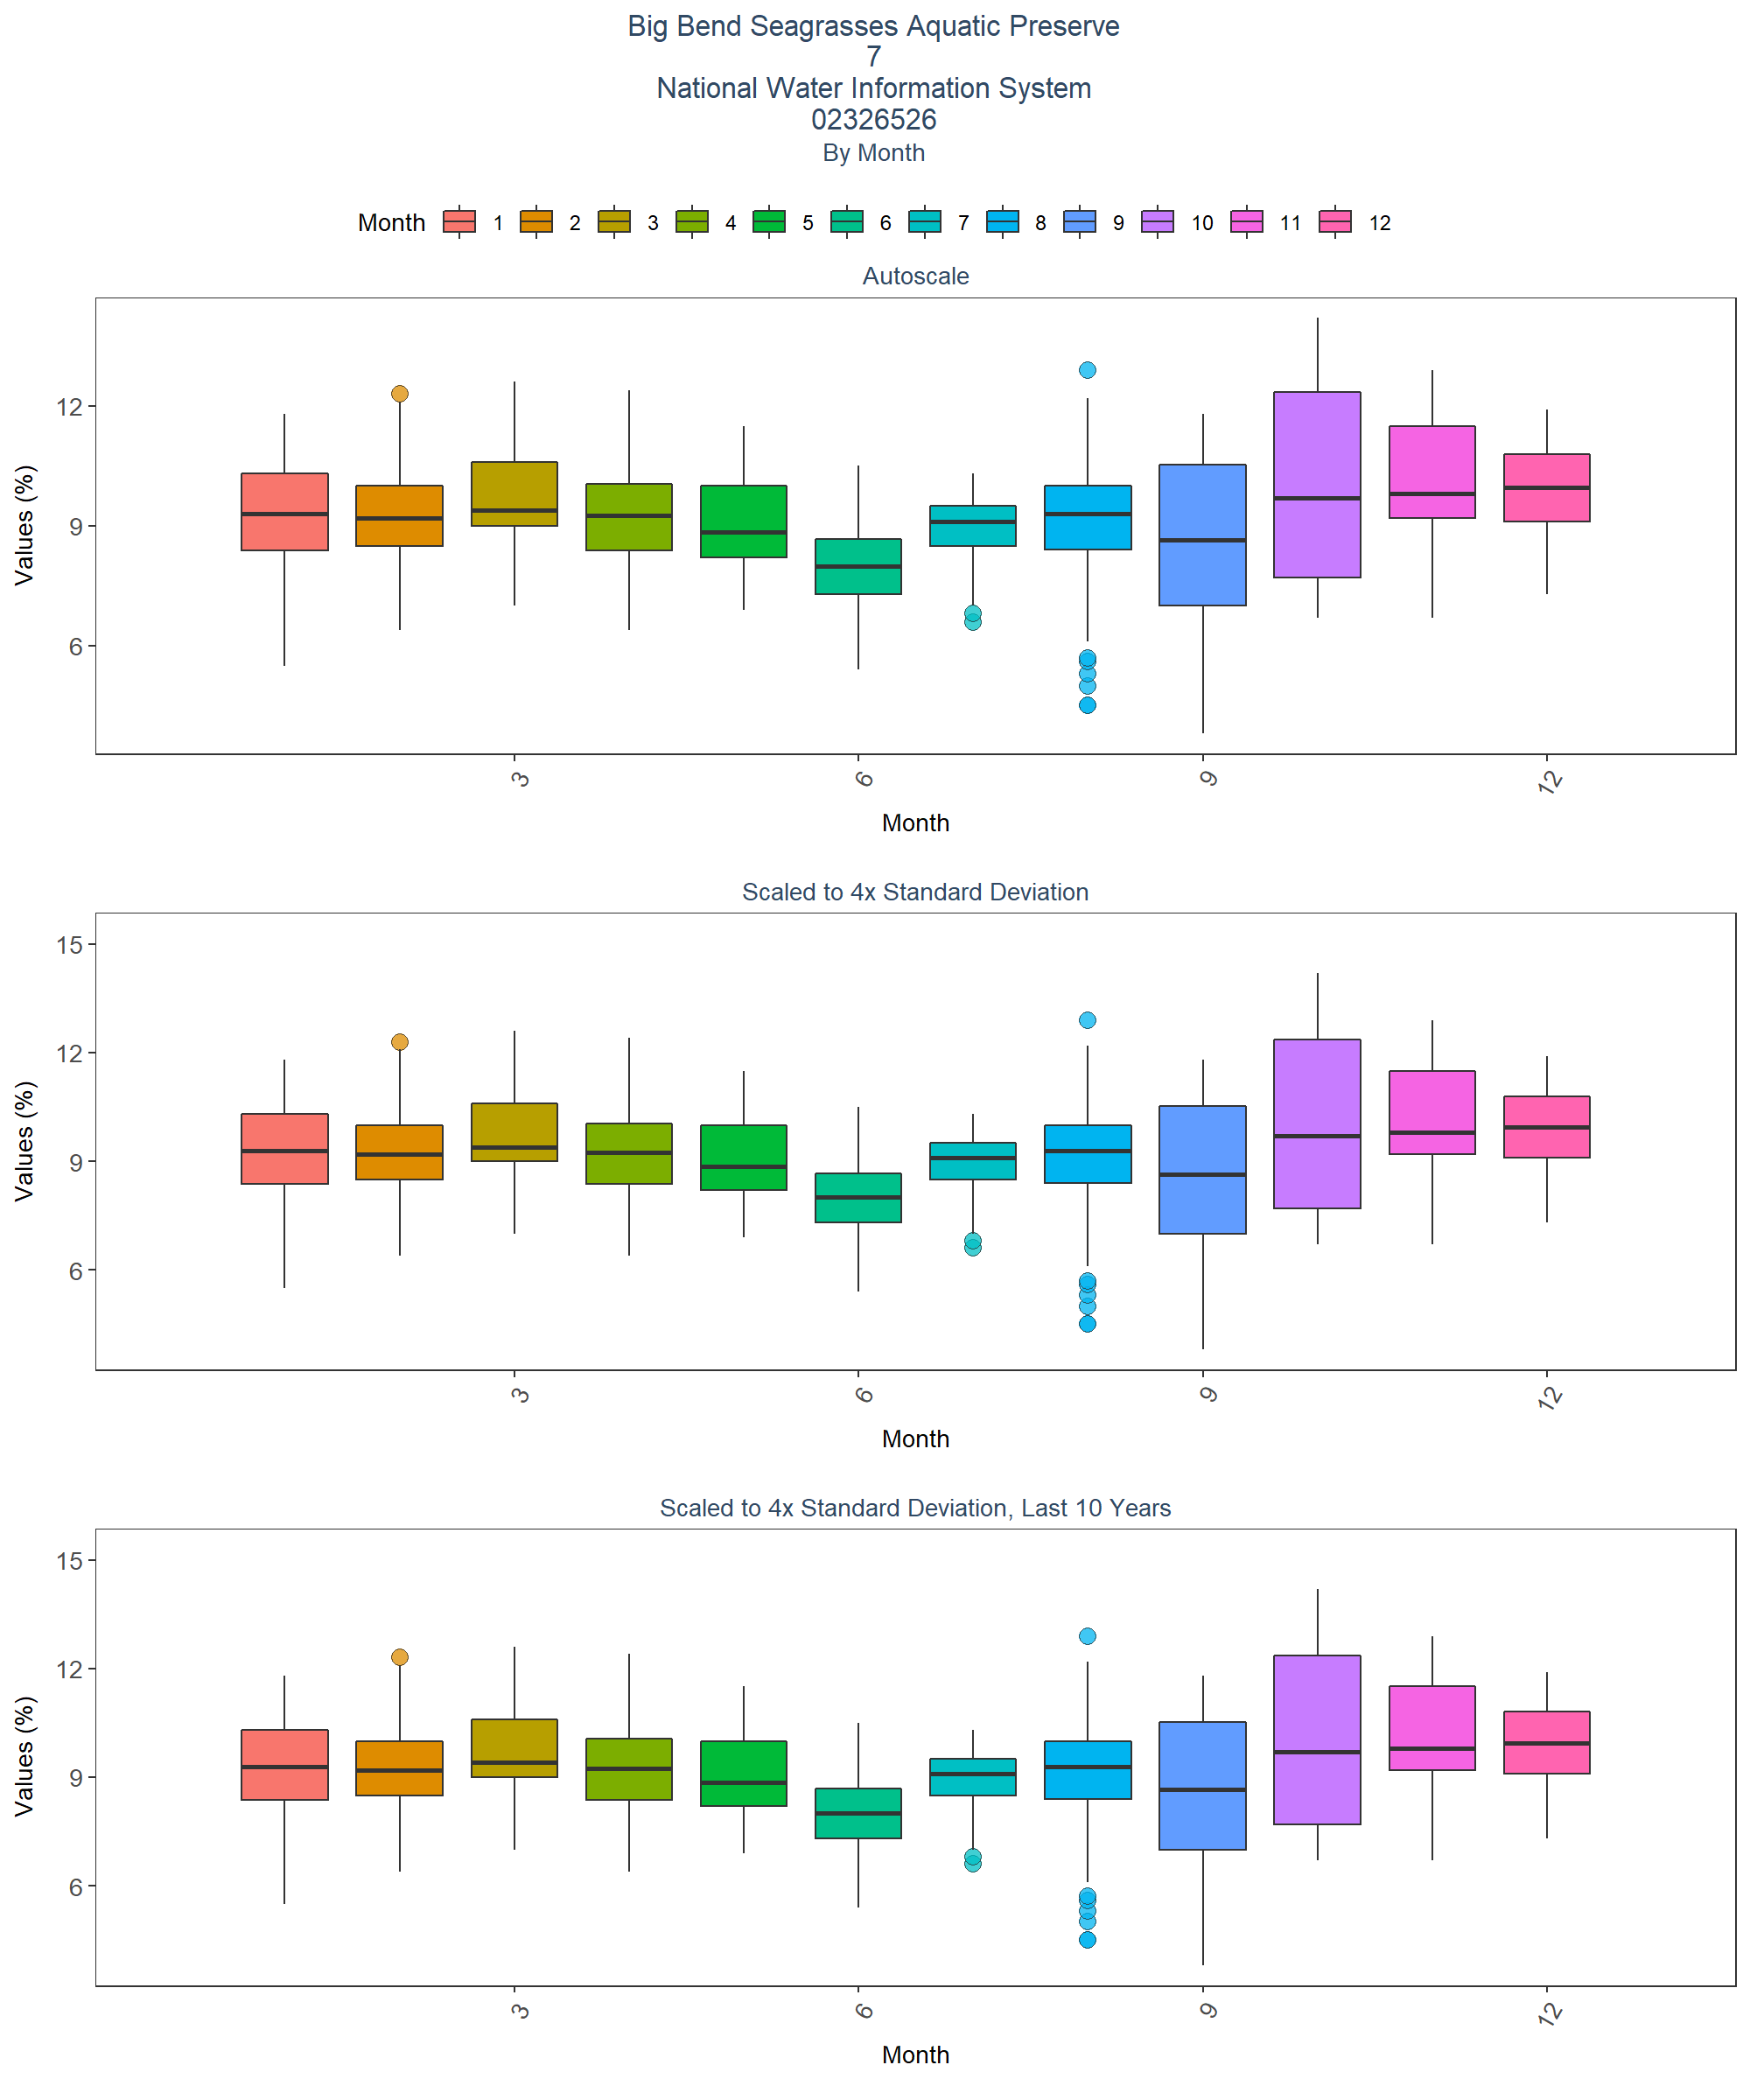 Big Bend Seagrasses Aquatic Preserve
7
National Water Information System
02326526
By Month
Month 1 2 3 4 5 6 7 8 9 10 11 12
Autoscale
Values (%)
12
9
6
3 6 9 12
Month
Scaled to 4x Standard Deviation
Values (%)
15
12
9
6
3 6 9 12
Month
Scaled to 4x Standard Deviation, Last 10 Years
Values (%)
15
12
9
6
3 6 9 12
Month